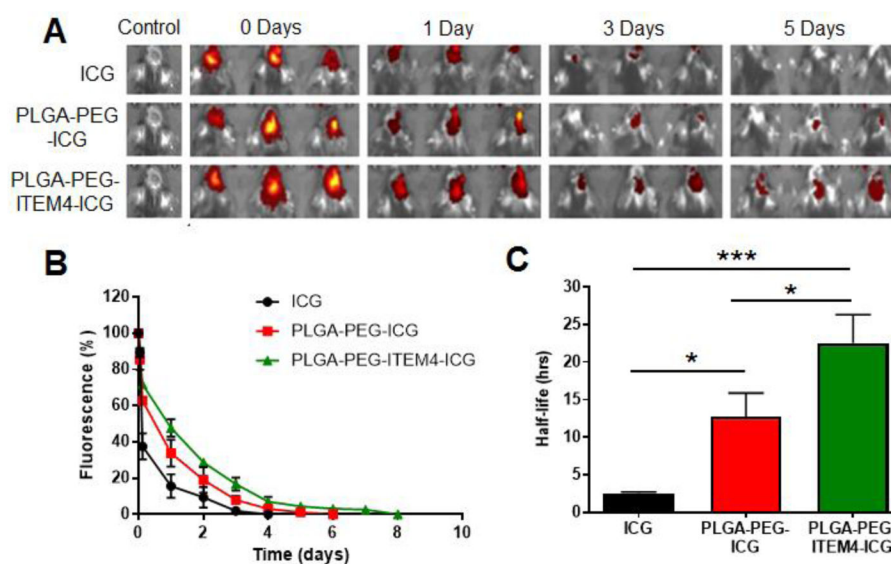 A
Control
0 Days
1 Day
3 Days
5 Days
ICG
PLGA-PEG
-ICG
PLGA-PEG-
ITEM4-ICG
B
120
100
80
60
40
20
0
Fluorescence (%)
0
2
4
6
8
10
Time (days)
ICG
PLGA-PEG-ICG
PLGA-PEG-ITEM4-ICG
C
30
25
20
15
10
5
0
Half-life (hrs)
***
*
*
ICG
PLGA-PEG-
ICG
PLGA-PEG
ITEM4-ICG